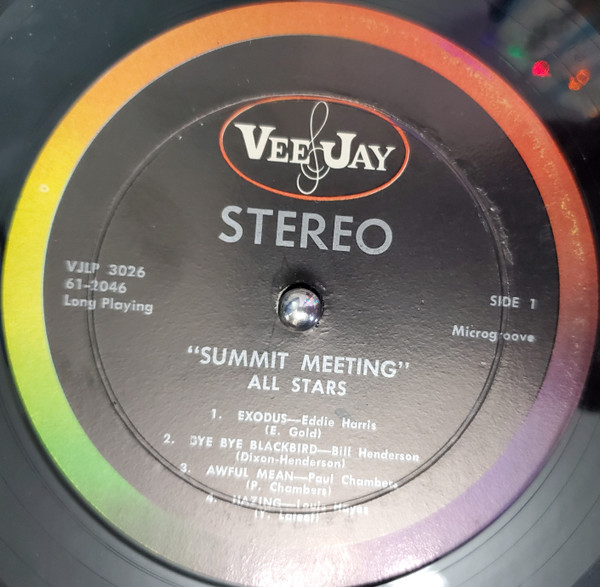 VEE JAY
STEREO
VJLP 3026
61-2046
Long Playing
SIDE 1
Microgroove
"SUMMIT MEETING"
ALL STARS
1. EXODUS—Eddie Harris
(E. Gold)
2. BYE BYE BLACKBIRD—Bill Henderson
(Dixon-Henderson)
3. AWFUL MEAN—Paul Chambers
(P. Chambers)
4. HAZING—Louis Hayes
(Y. Lateef)